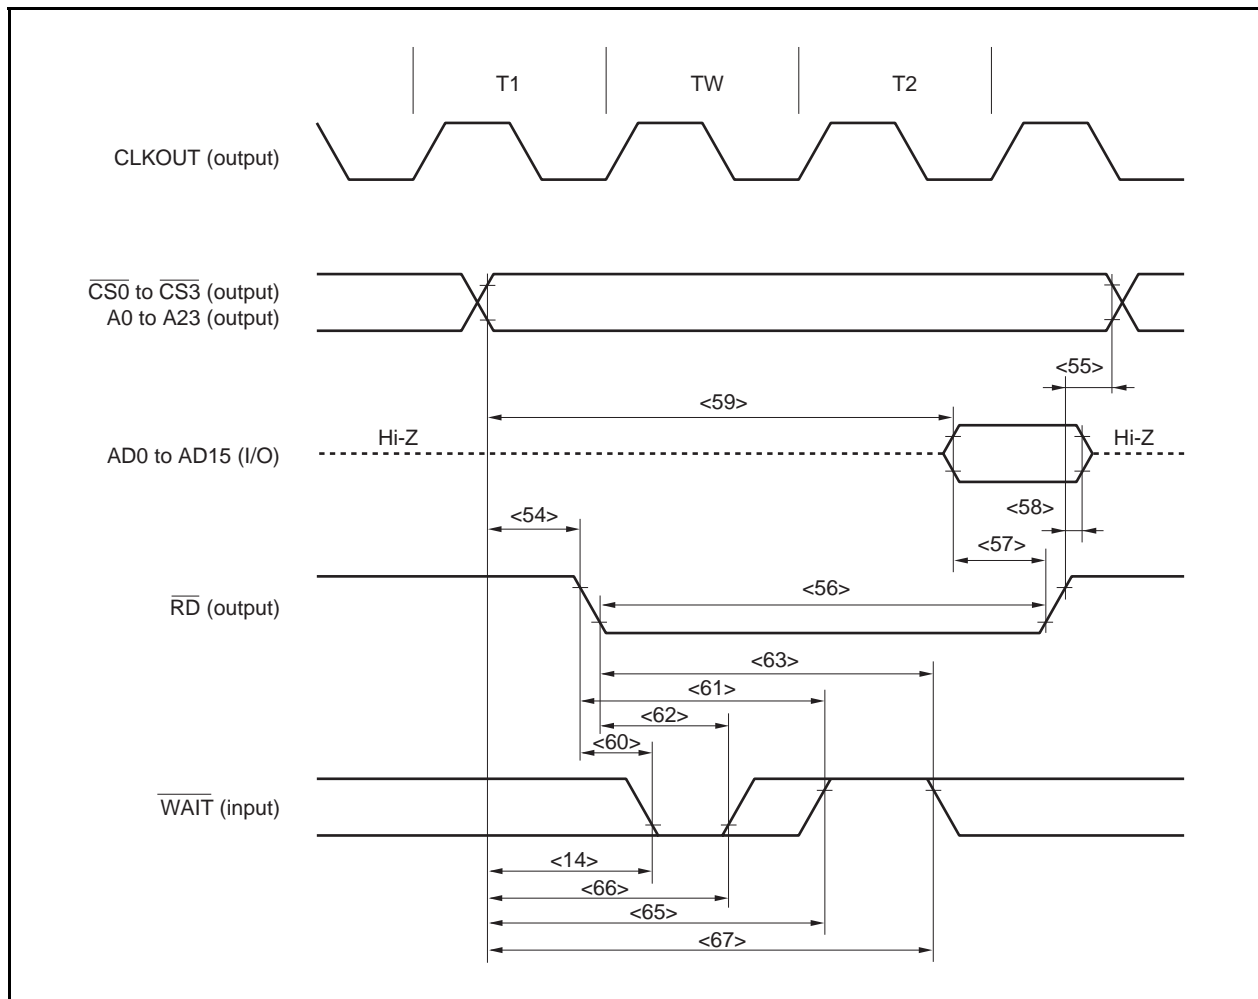 T1 TW T2
CLKOUT (output)
CS0 to CS3 (output)
A0 to A23 (output)
<55>
<59>
Hi-Z Hi-Z
AD0 to AD15 (I/O)
<54> <58>
<57>
<56>
RD (output)
<63>
<61>
<62>
<60>
WAIT (input)
<14>
<66>
<65>
<67>